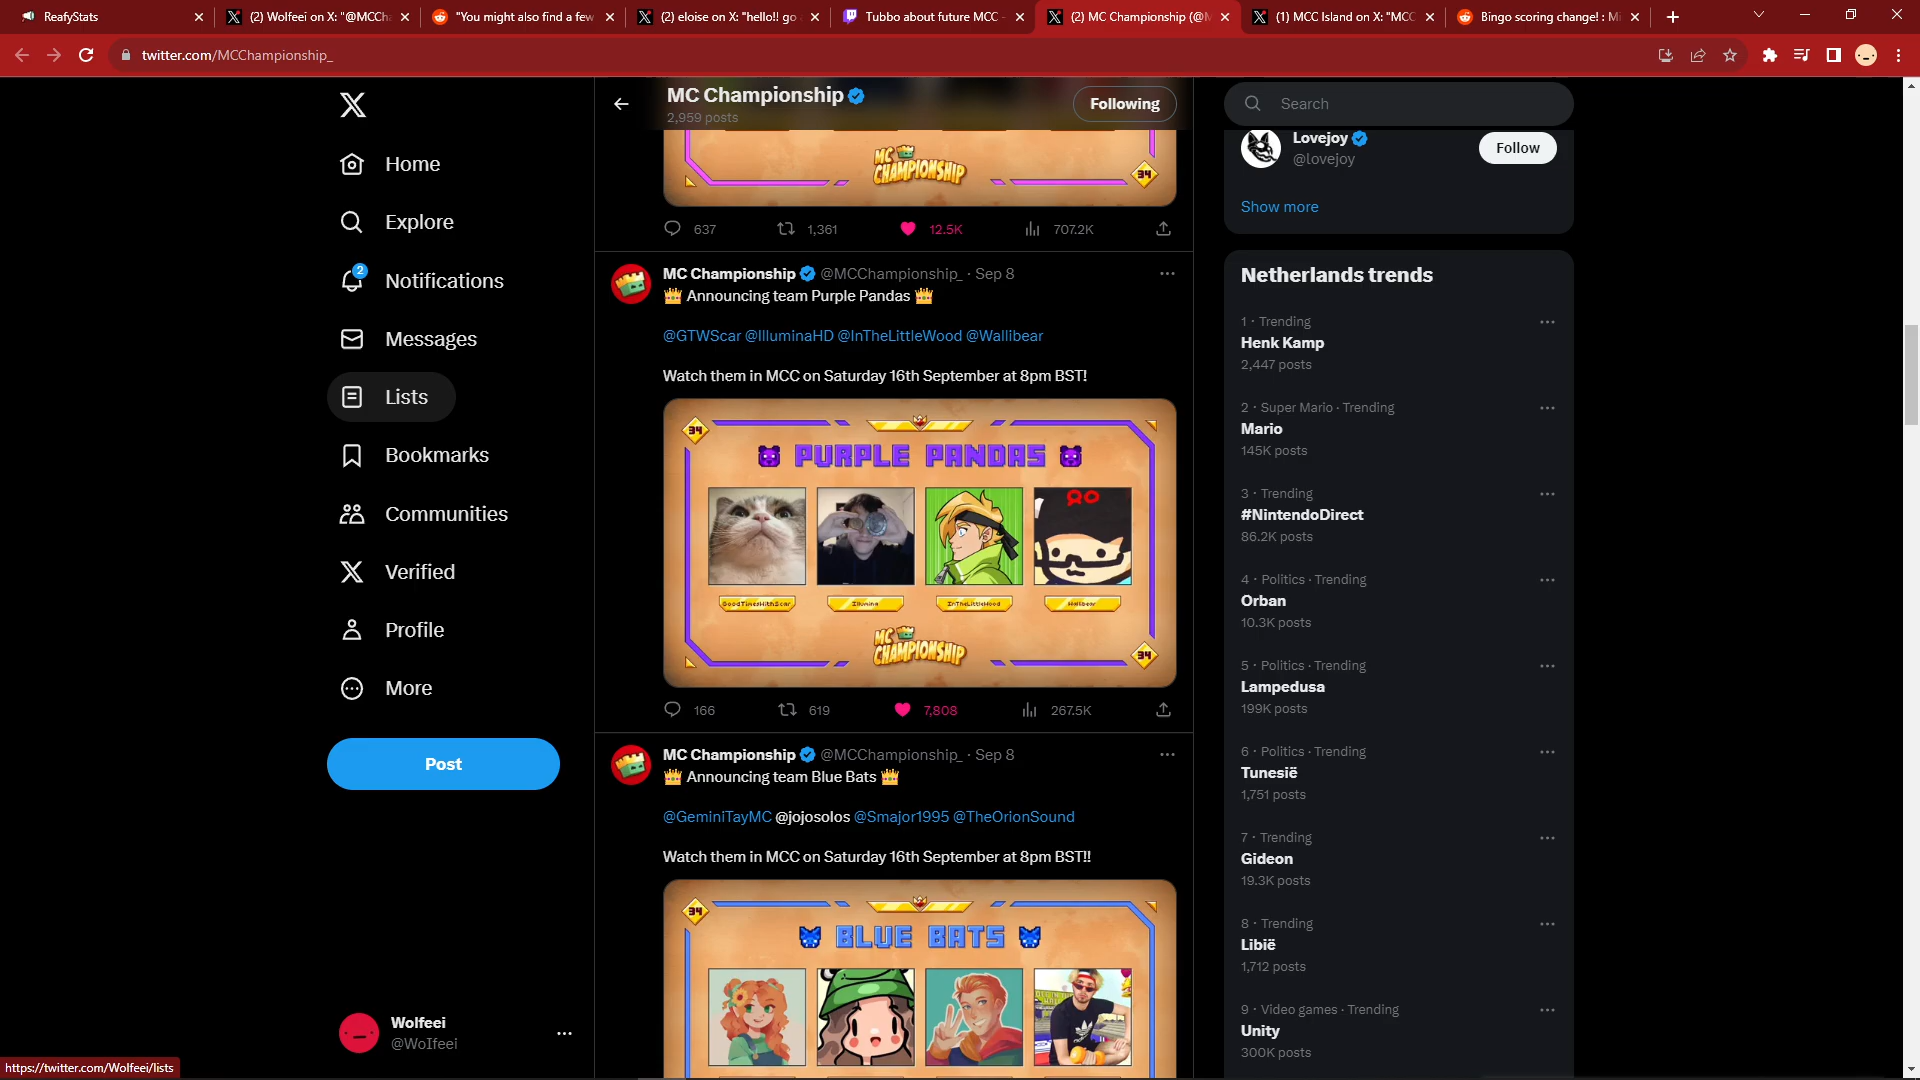 ReafyStats
(2) Wolfeei on X: "@MCCha
"You might also find a few
(2) eloise on X: "hello!! go
Tubbo about future MCC -
(2) MC Championship (@M
(1) MCC Island on X: "MCC
Bingo scoring change! : Mi
twitter.com/MCChampionship_
Home
Explore
2
Notifications
Messages
Lists
Bookmarks
Communities
Verified
Profile
More
Post
Wolfeei
@WoIfeei
https://twitter.com/Wolfeei/lists
MC Championship
2,959 posts
Following
MC
CHAMPIONSHIP
34
637
1,361
12.5K
707.2K
MC Championship @MCChampionship_ · Sep 8
Announcing team Purple Pandas
@GTWScar @IlluminaHD @InTheLittleWood @Wallibear
Watch them in MCC on Saturday 16th September at 8pm BST!
34
PURPLE PANDAS
GoodTimesWithScar
Illumina
InTheLittleWood
Wallibear
MC
CHAMPIONSHIP
34
166
619
7,808
267.5K
MC Championship @MCChampionship_ · Sep 8
Announcing team Blue Bats
@GeminiTayMC @jojosolos @Smajor1995 @TheOrionSound
Watch them in MCC on Saturday 16th September at 8pm BST!!
34
BLUE BATS
Search
Lovejoy
@lovejoy
Follow
Show more
Netherlands trends
1 · Trending
Henk Kamp
2,447 posts
2 · Super Mario · Trending
Mario
145K posts
3 · Trending
#NintendoDirect
86.2K posts
4 · Politics · Trending
Orban
10.3K posts
5 · Politics · Trending
Lampedusa
199K posts
6 · Politics · Trending
Tunesië
1,751 posts
7 · Trending
Gideon
19.3K posts
8 · Trending
Libië
1,712 posts
9 · Video games · Trending
Unity
300K posts